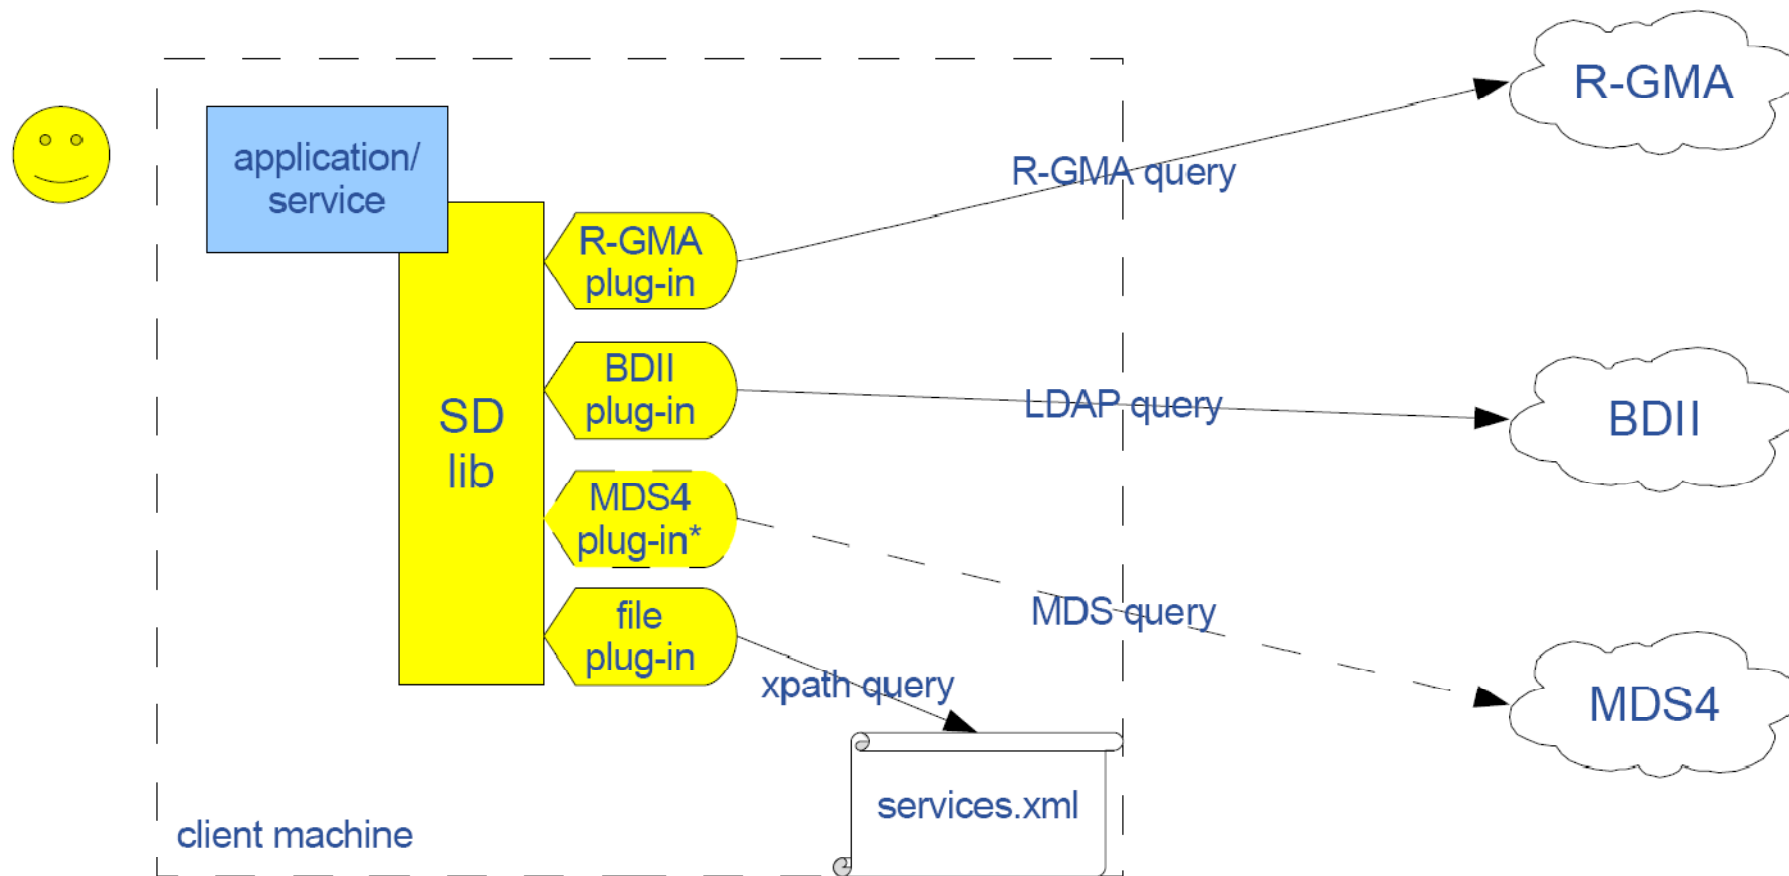 R-GMA
application/
service
R-GMA query
R-GMA
plug-in
BDII
plug-in
LDAP query
BDII
SD
lib
MDS4
plug-in*
MDS query
MDS4
file
plug-in
xpath query
services.xml
client machine